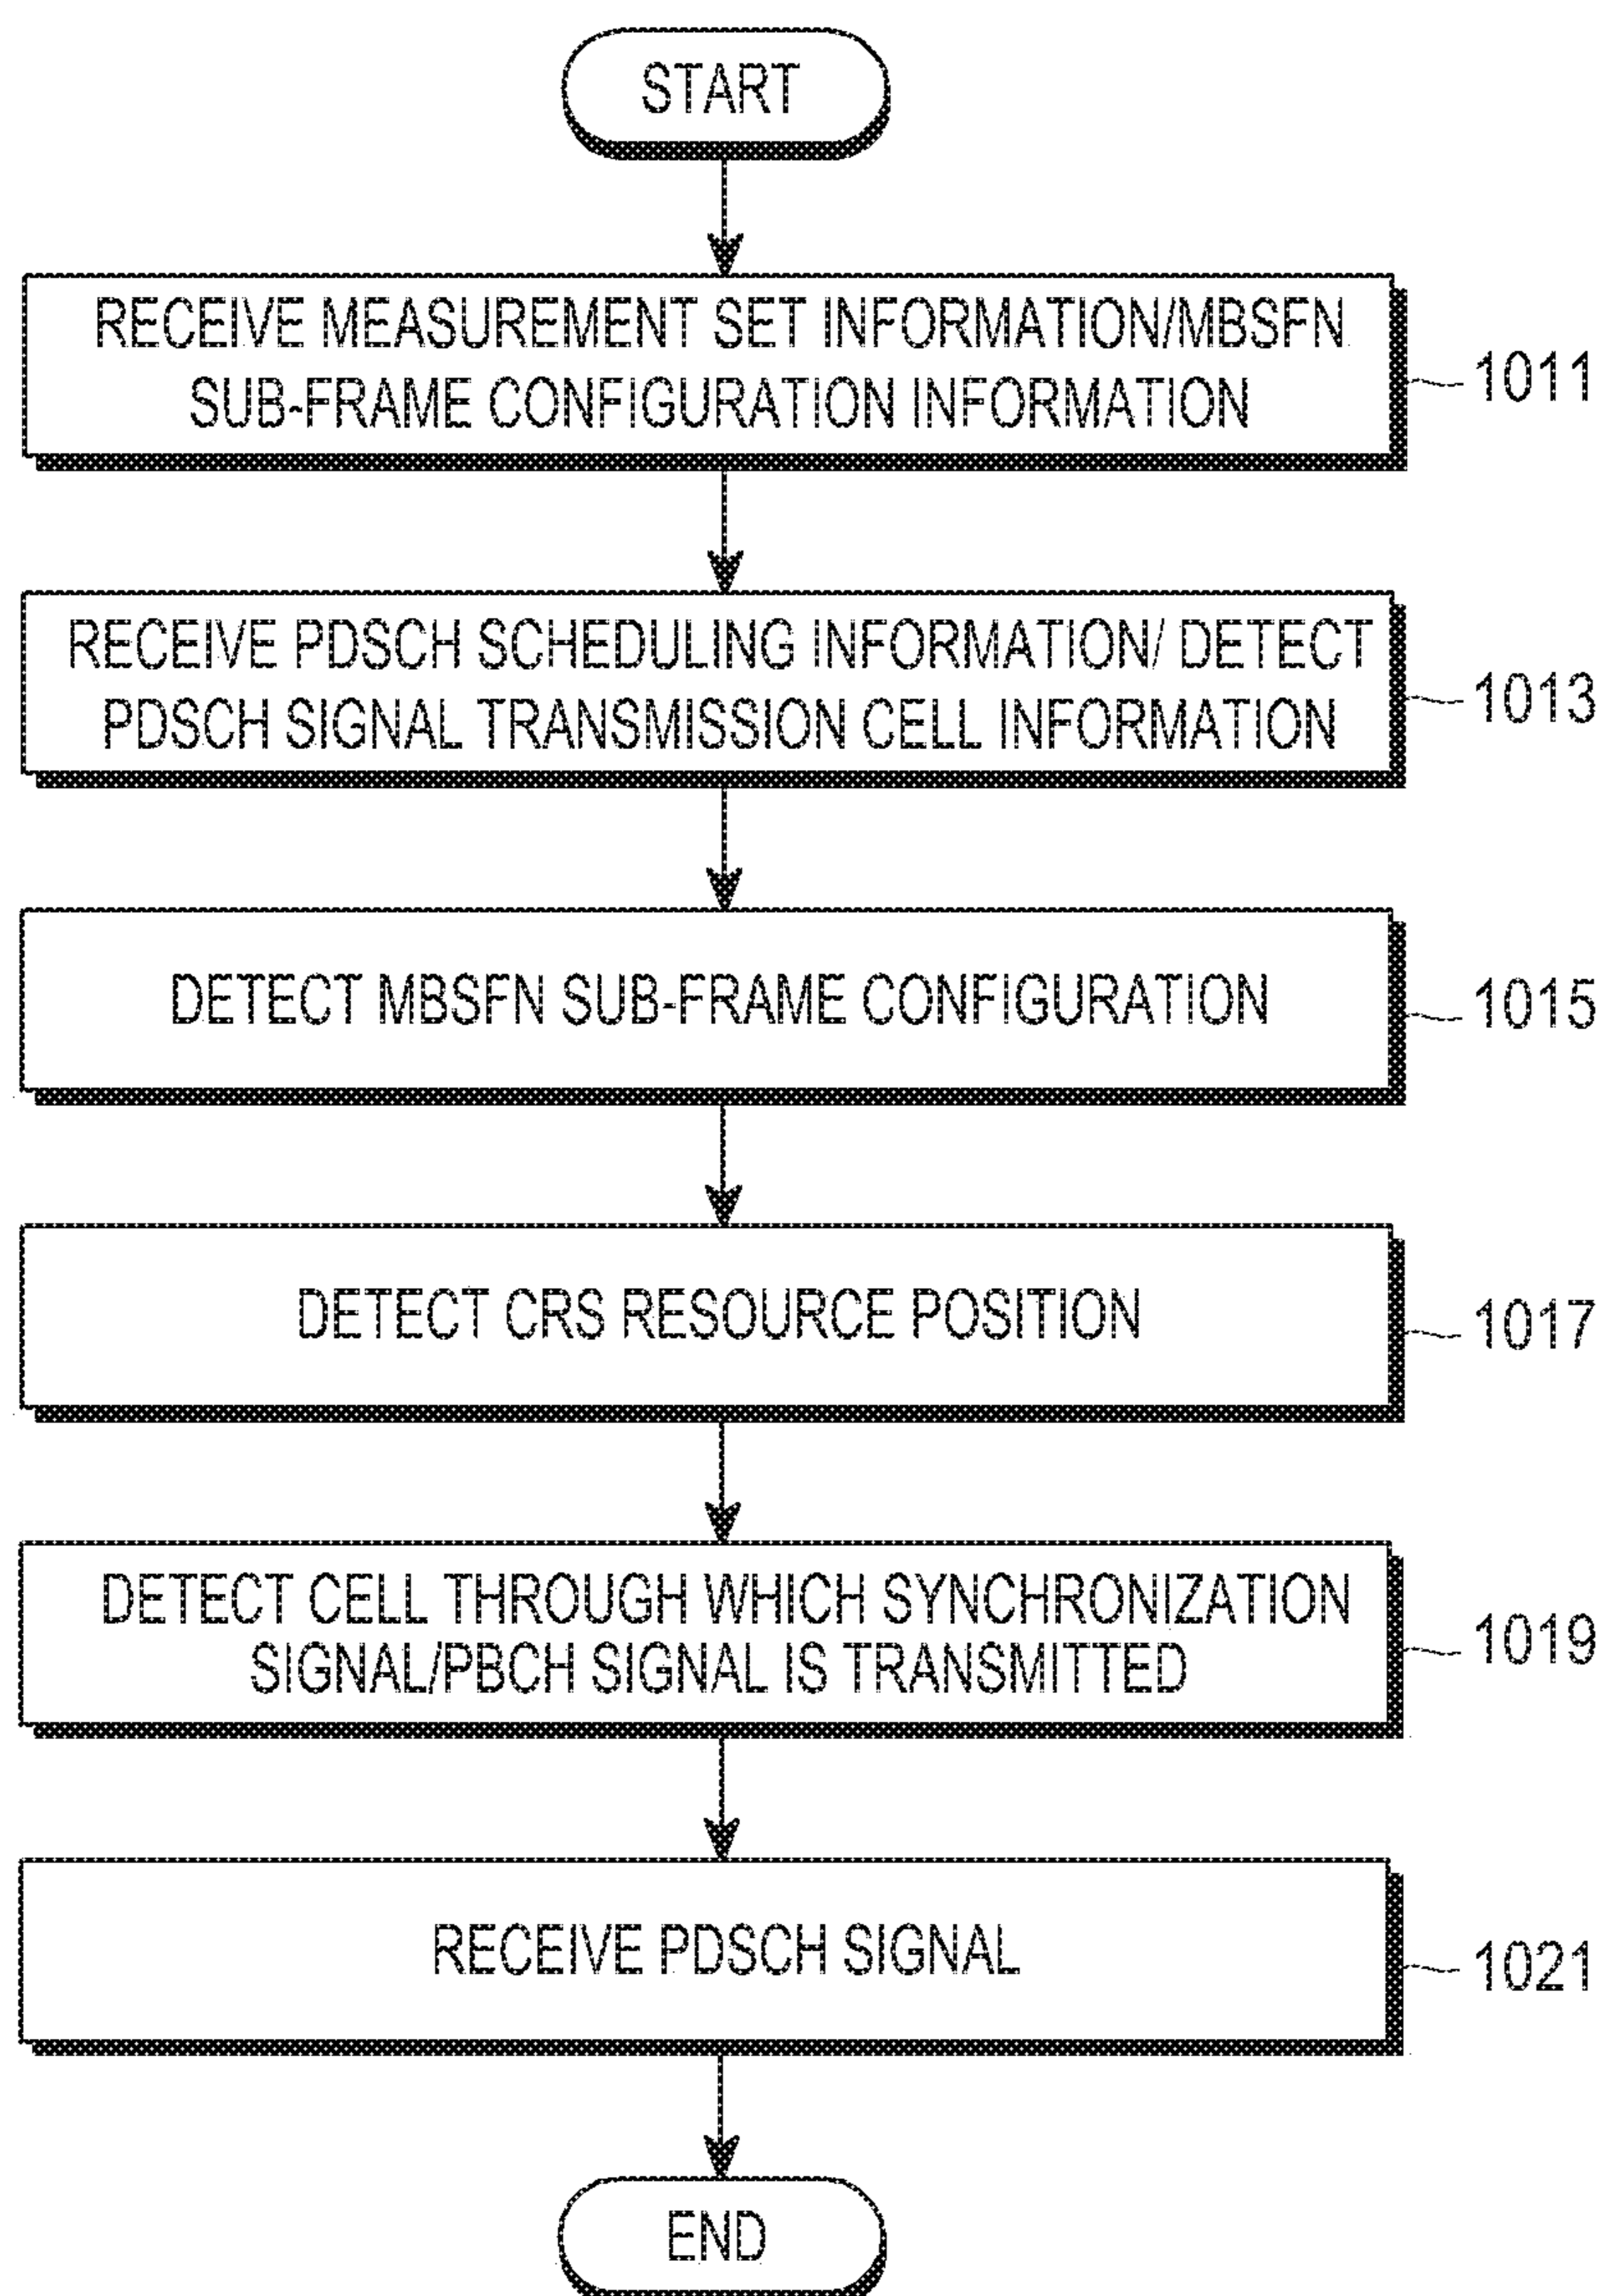 START
RECEIVE MEASUREMENT SET INFORMATION/MBSFN
SUB-FRAME CONFIGURATION INFORMATION
1011
RECEIVE PDSCH SCHEDULING INFORMATION/ DETECT
PDSCH SIGNAL TRANSMISSION CELL INFORMATION
1013
DETECT MBSFN SUB-FRAME CONFIGURATION
1015
DETECT CRS RESOURCE POSITION
1017
DETECT CELL THROUGH WHICH SYNCHRONIZATION
SIGNAL/PBCH SIGNAL IS TRANSMITTED
1019
RECEIVE PDSCH SIGNAL
1021
END